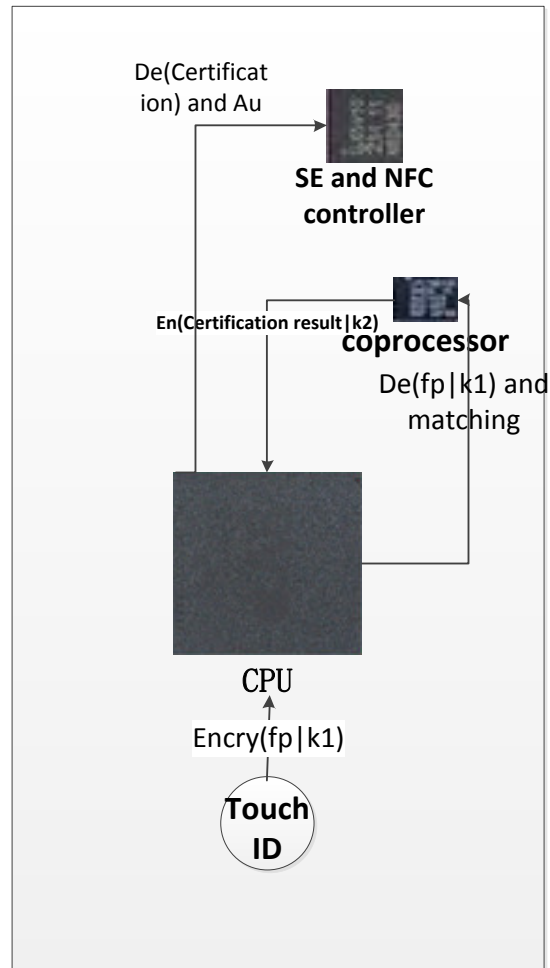 De(Certificat
ion) and Au
SE and NFC
controller
En(Certification result|k2)
coprocessor
De(fp|k1) and
matching
CPU
Encry(fp|k1)
Touch
ID